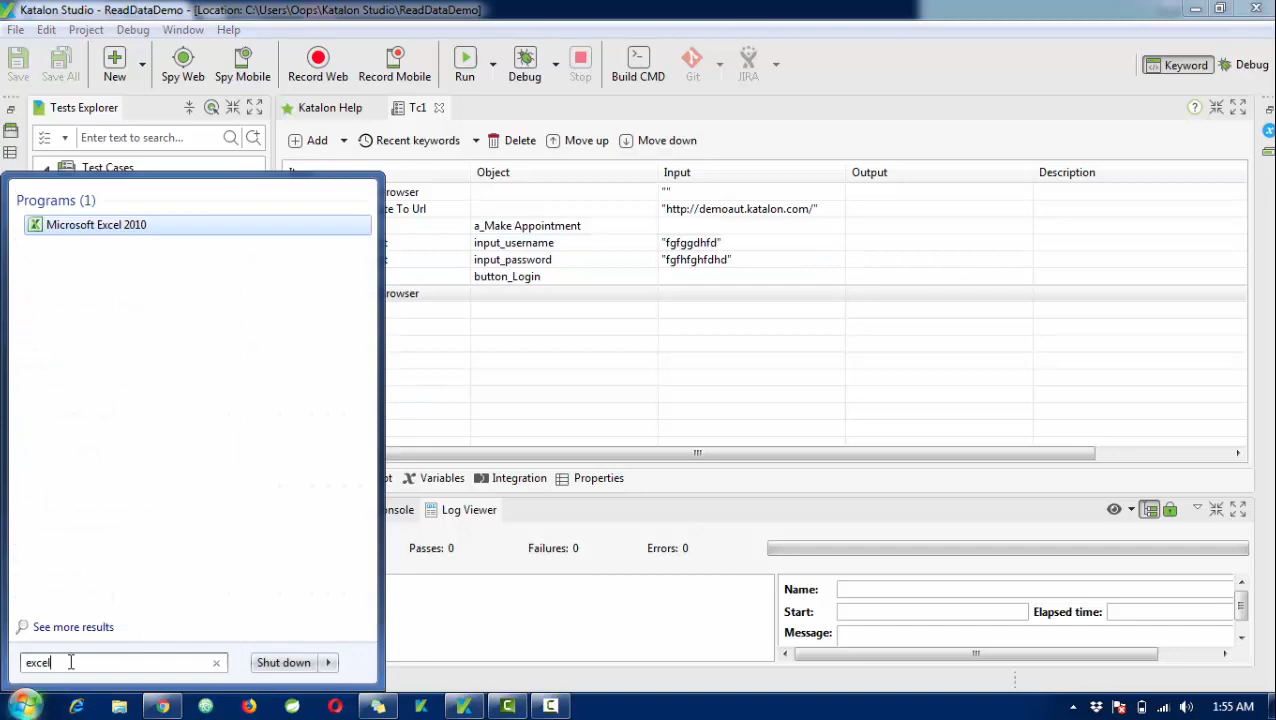 Katalon Studio - ReadDataDemo - [Location: C:\Users\Oops\Katalon Studio\ReadDataDemo]
File Edit Project Debug Window Help
Save Save All New Spy Web Spy Mobile Record Web Record Mobile Run Debug Stop Build CMD Git JIRA Keyword Debug
Tests Explorer Katalon Help Tc1
Enter text to search... Add Recent keywords Delete Move up Move down
Test Cases
Object Input Output Description
rowser ""
te To Url "http://demoaut.katalon.com/"
a_Make Appointment
input_username "fgfggdhfd"
input_password "fgfhfghfdhd"
button_Login
rowser
Programs (1)
Microsoft Excel 2010
pt Variables Integration Properties
onsole Log Viewer
Passes: 0 Failures: 0 Errors: 0
Name:
Start: Elapsed time:
Message:
See more results
excel Shut down
1:55 AM